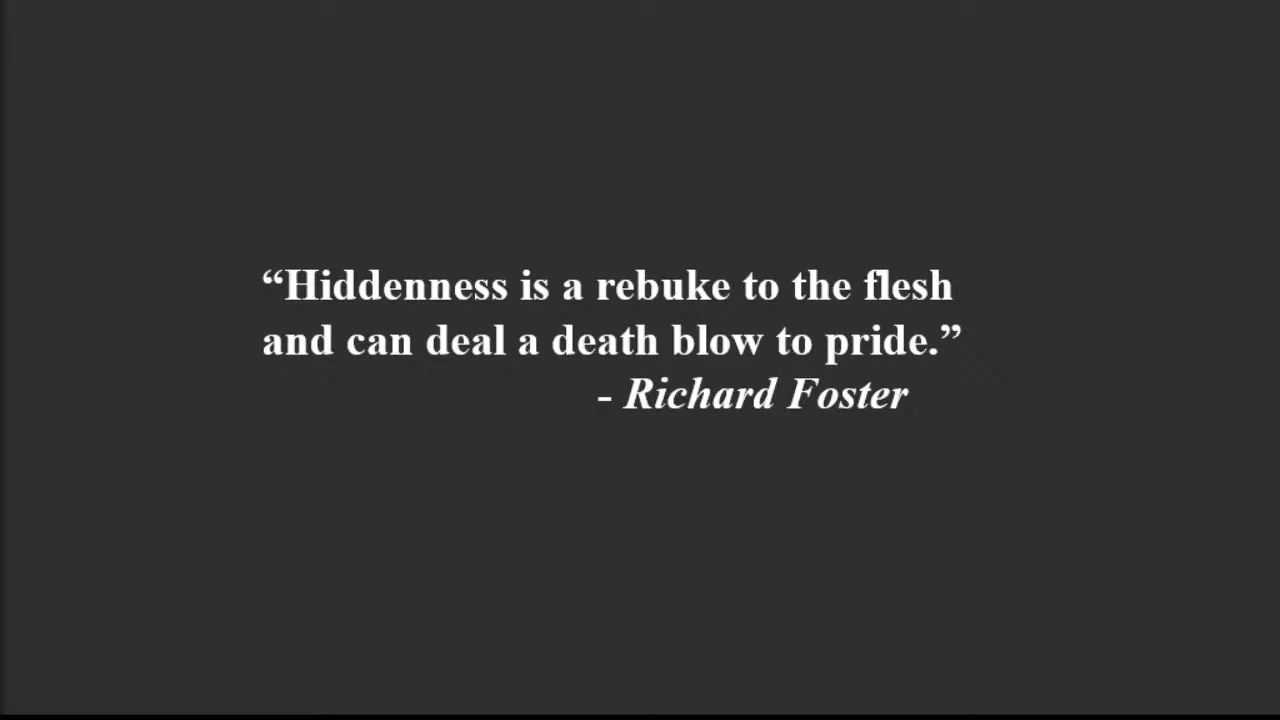 “Hiddenness is a rebuke to the flesh
and can deal a death blow to pride.”
- Richard Foster